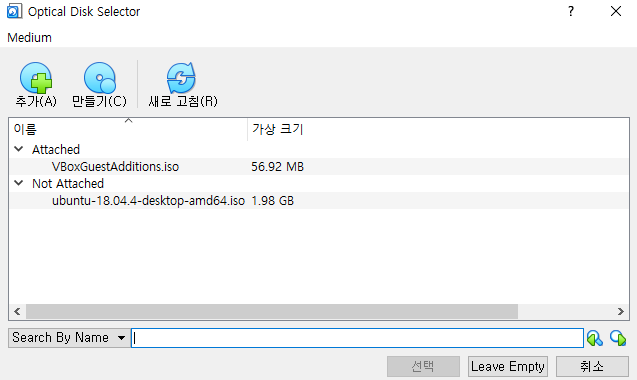 Optical Disk Selector
Medium
추가(A) 만들기(C) 새로 고침(R)
이름 가상 크기
Attached
VBoxGuestAdditions.iso 56.92 MB
Not Attached
ubuntu-18.04.4-desktop-amd64.iso 1.98 GB
Search By Name
선택 Leave Empty 취소